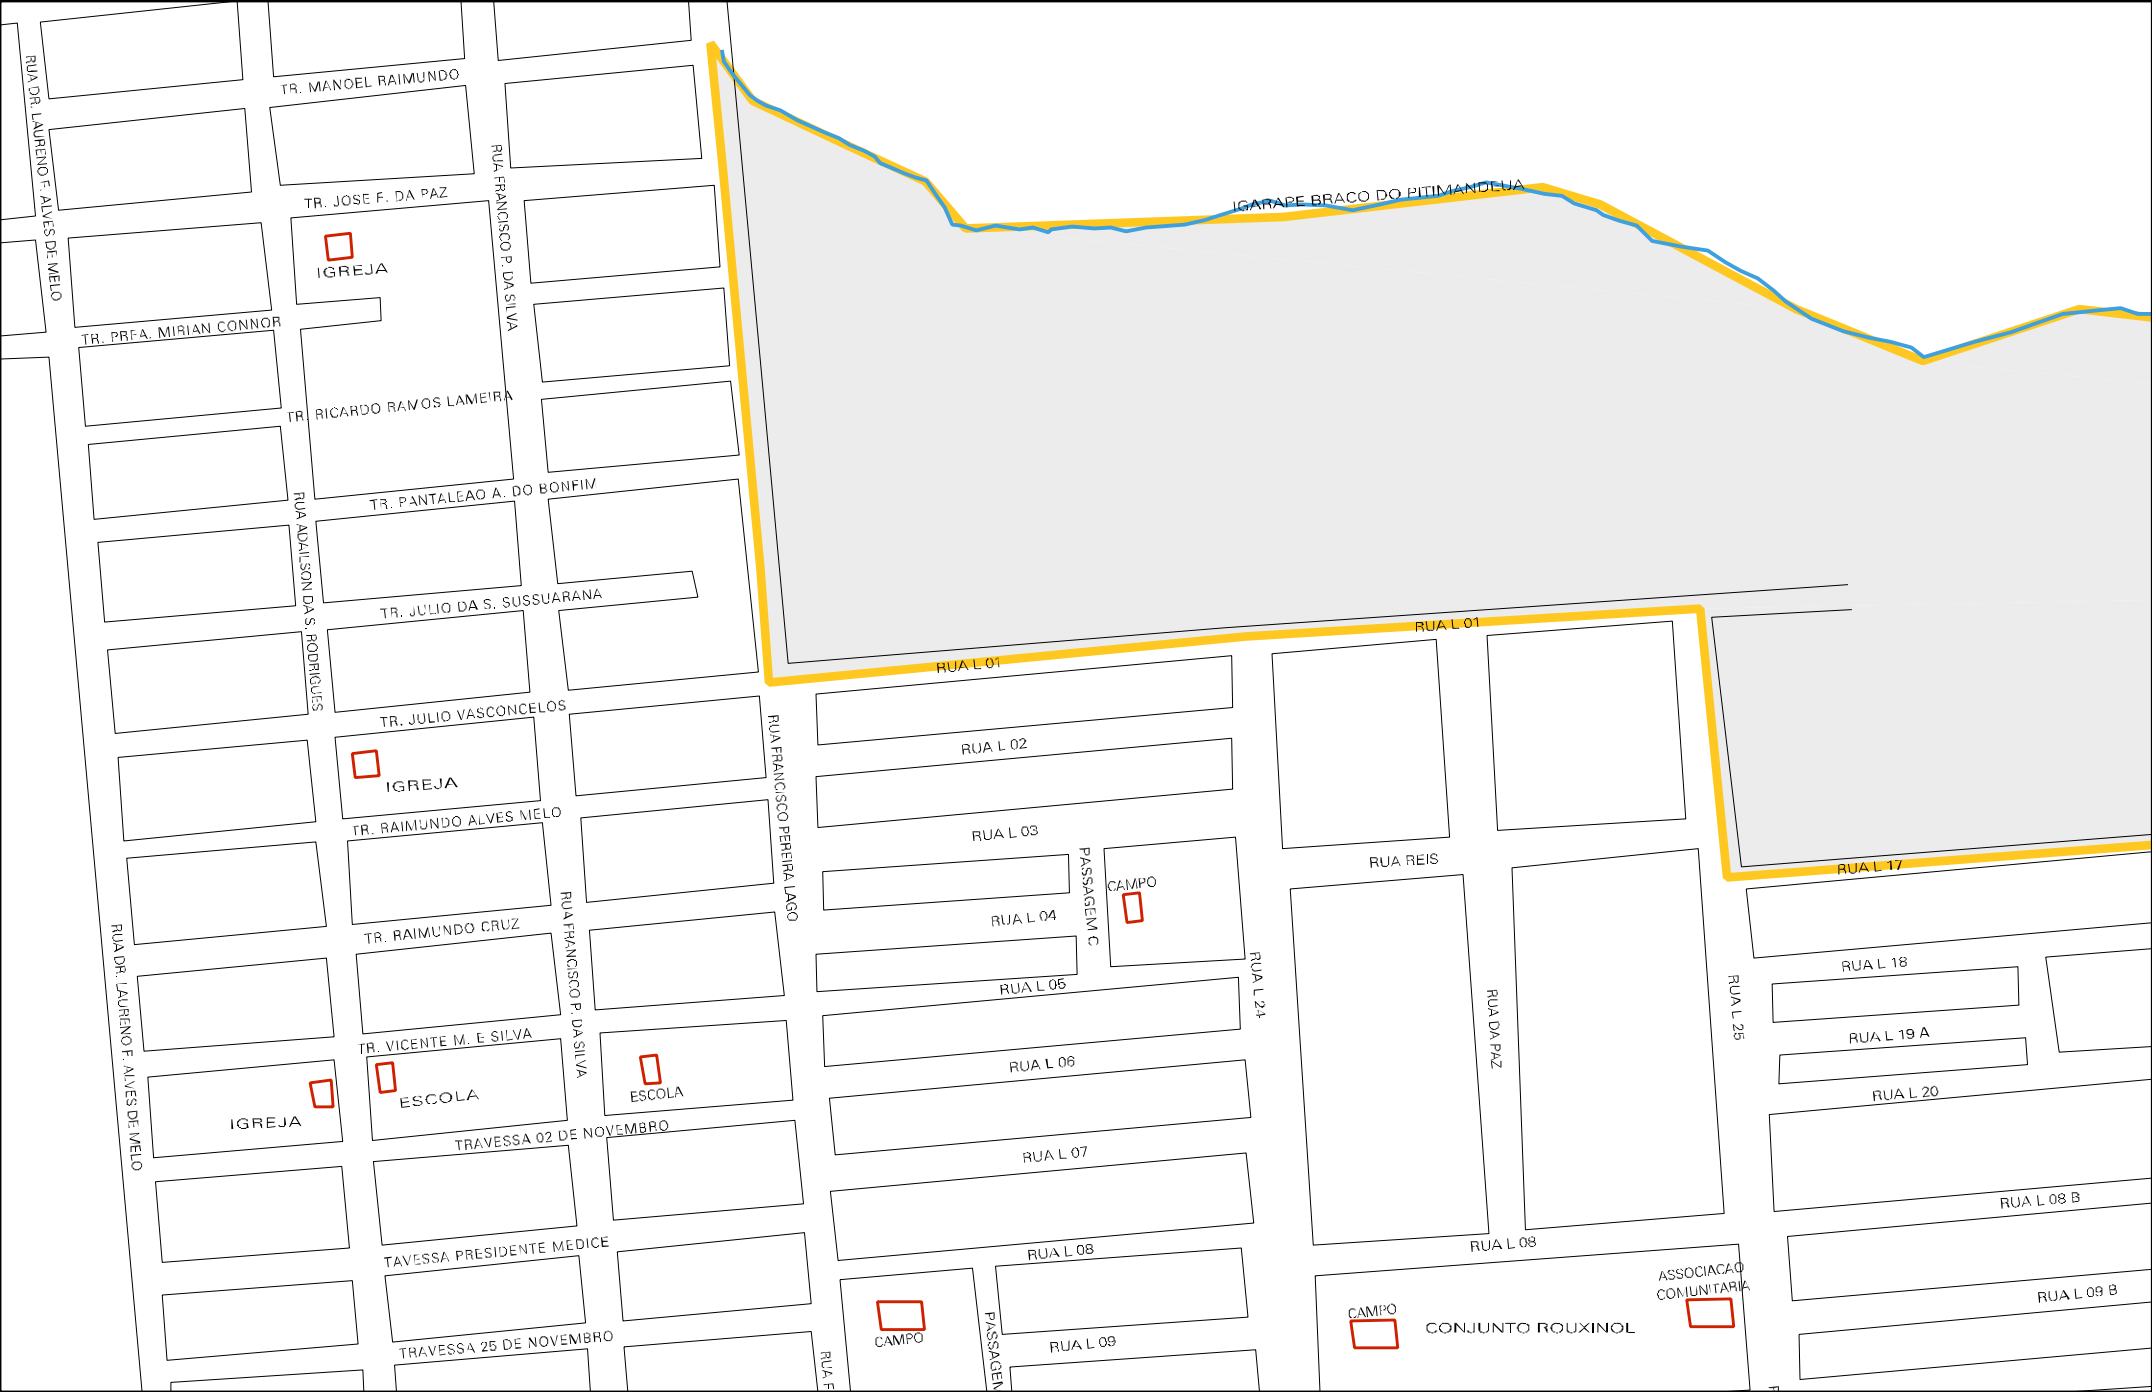 RUA DR. LAURENO F. ALVES DE MELO
TR. MANOEL RAIMUNDO
RUA FRANCISCO P. DA SILVA
TR. JOSE F. DA PAZ
IGARAPE BRACO DO PITIMANDEUA
IGREJA
TR. PRFA. MIRIAN CONNOR
TR. RICARDO RAMOS LAMEIRA
TR. PANTALEAO A. DO BONFIM
RUA ADAILSON DA S. RODRIGUES
TR. JULIO DA S. SUSSUARANA
RUA L 01
RUA L 01
TR. JULIO VASCONCELOS
RUA FRANCISCO PEREIRA LAGO
RUA L 02
IGREJA
TR. RAIMUNDO ALVES MELO
RUA L 03
PASSAGEM C
RUA REIS
RUA L 17
CAMPO
RUA FRANCISCO P. DA SILVA
RUA L 04
TR. RAIMUNDO CRUZ
RUA DR. LAURENO F. ALVES DE MELO
RUA L 24
RUA L 18
RUA L 05
RUA DA PAZ
RUA L 25
TR. VICENTE M. E SILVA
RUA L 19 A
RUA L 06
ESCOLA
ESCOLA
RUA L 20
IGREJA
TRAVESSA 02 DE NOVEMBRO
RUA L 07
RUA L 08 B
TAVESSA PRESIDENTE MEDICE
RUA L 08
RUA L 08
ASSOCIACAO
COMUNITARIA
RUA L 09 B
CAMPO
CONJUNTO ROUXINOL
PASSAGEM
CAMPO
TRAVESSA 25 DE NOVEMBRO
RUA L 09
RUA F